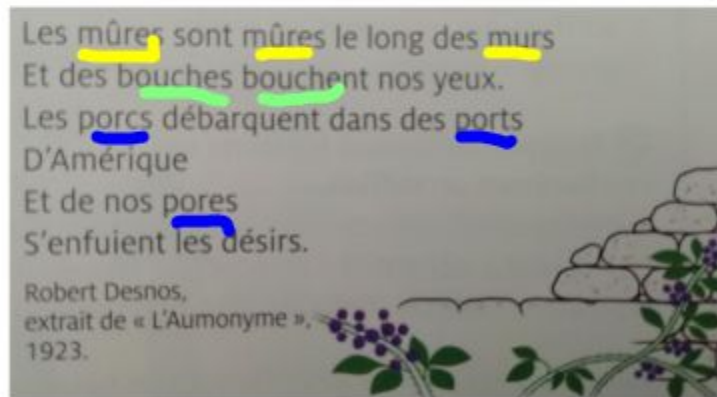 Les mûres sont mûres le long des murs
Et des bouches bouchent nos yeux.
Les porcs débarquent dans des ports
D'Amérique
Et de nos pores
S'enfuient les désirs.
Robert Desnos,
extrait de « L'Aumonyme »,
1923.